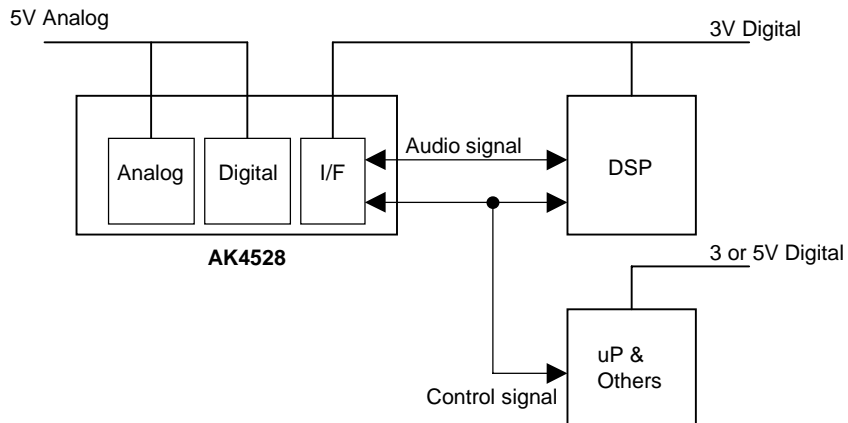 5V Analog
3V Digital
Analog
Digital
I/F
Audio signal
DSP
AK4528
3 or 5V Digital
uP &
Others
Control signal